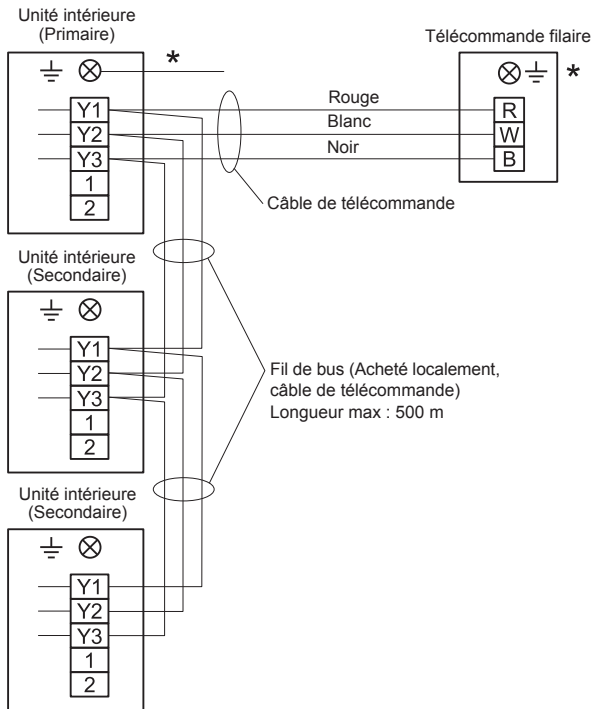 Unité intérieure
(Primaire)
Télécommande filaire
*
*
Y1
Y2
Y3
1
2
Rouge
Blanc
Noir
R
W
B
Câble de télécommande
Unité intérieure
(Secondaire)
Y1
Y2
Y3
1
2
Fil de bus (Acheté localement,
câble de télécommande)
Longueur max : 500 m
Unité intérieure
(Secondaire)
Y1
Y2
Y3
1
2